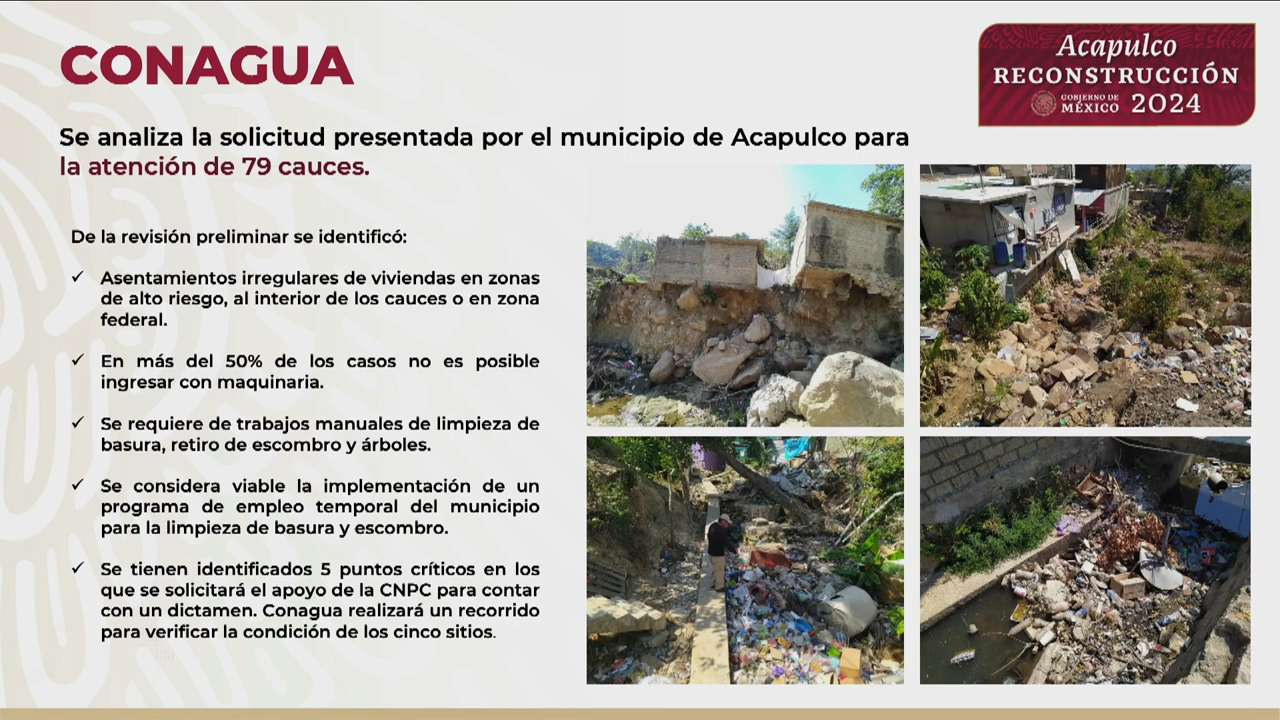 CONAGUA
Acapulco
RECONSTRUCCIÓN
GOBIERNO DE
MÉXICO
2024
Se analiza la solicitud presentada por el municipio de Acapulco para
la atención de 79 cauces.
De la revisión preliminar se identificó:
✓ Asentamientos irregulares de viviendas en zonas
de alto riesgo, al interior de los cauces o en zona
federal.
✓ En más del 50% de los casos no es posible
ingresar con maquinaria.
✓ Se requiere de trabajos manuales de limpieza de
basura, retiro de escombro y árboles.
✓ Se considera viable la implementación de un
programa de empleo temporal del municipio
para la limpieza de basura y escombro.
✓ Se tienen identificados 5 puntos críticos en los
que se solicitará el apoyo de la CNPC para contar
con un dictamen. Conagua realizará un recorrido
para verificar la condición de los cinco sitios.